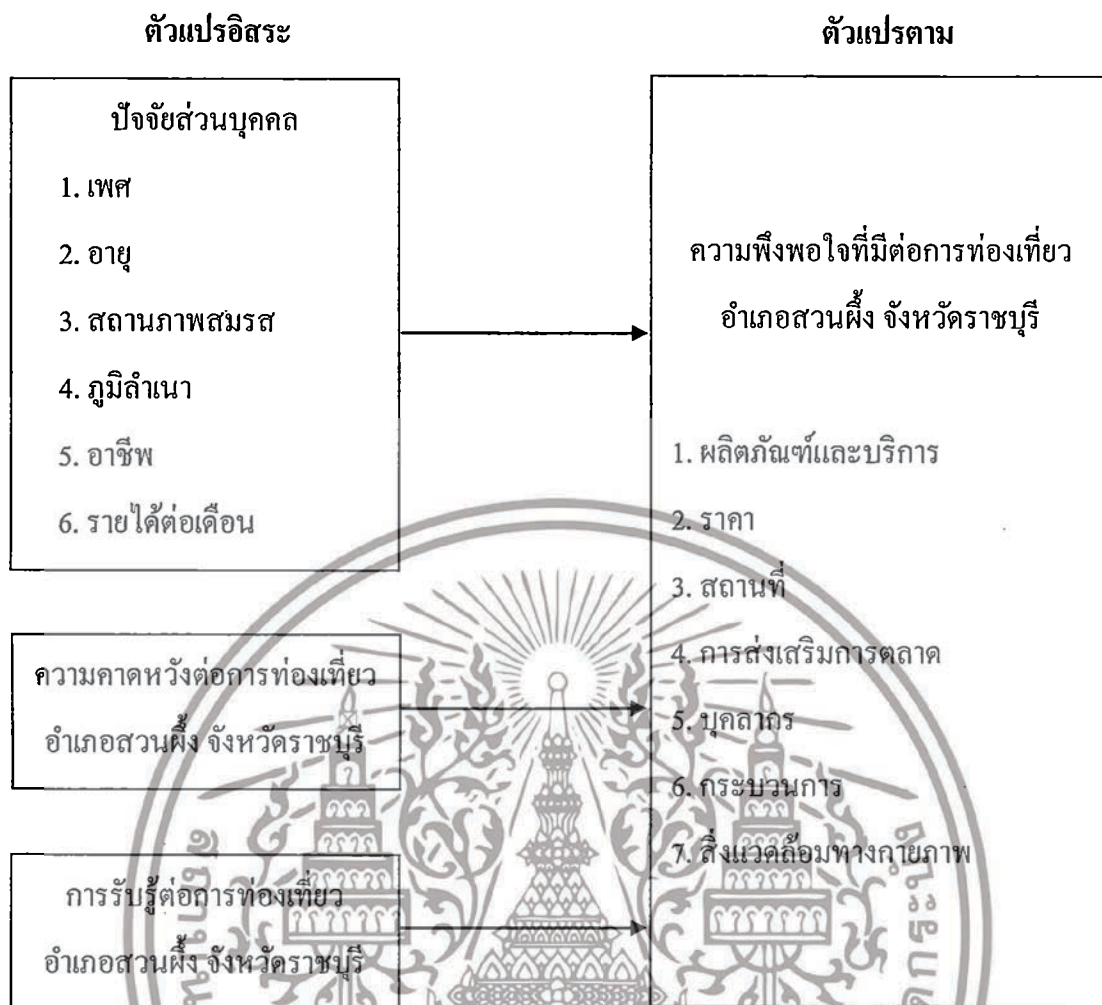 ตัวแปรอิสระ
ตัวแปรตาม
ปัจจัยส่วนบุคคล
1. เพศ
2. อายุ
3. สถานภาพสมรส
4. ภูมิลำเนา
5. อาชีพ
6. รายได้ต่อเดือน
ความคาดหวังต่อการท่องเที่ยว
อำเภอสวนผึ้ง จังหวัดราชบุรี
การรับรู้ต่อการท่องเที่ยว
อำเภอสวนผึ้ง จังหวัดราชบุรี
ความพึงพอใจที่มีต่อการท่องเที่ยว
อำเภอสวนผึ้ง จังหวัดราชบุรี
1. ผลิตภัณฑ์และบริการ
2. ราคา
3. สถานที่
4. การส่งเสริมการตลาด
5. บุคลากร
6. กระบวนการ
7. สิ่งแวดล้อมทางกายภาพ